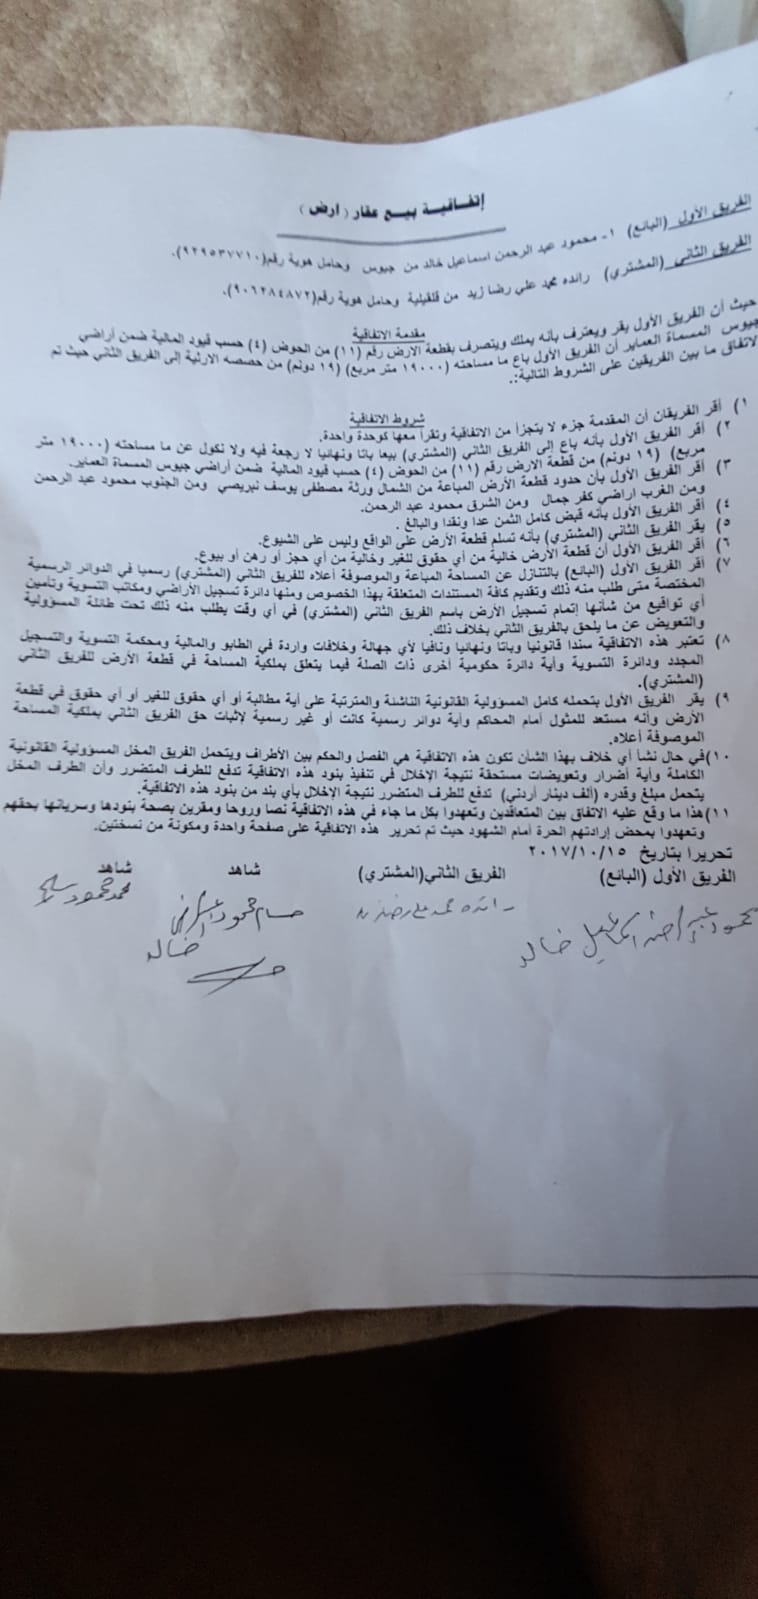 إتفاقية بيع عقار ( ارض )
الفريق الأول (البائع) ١- محمود عبد الرحمن اسماعيل خالد من جيوس وحامل هوية رقم(٩٢٩٥٣٧٧١٠).
الفريق الثاني (المشتري) رانده محمد علي رضا زيد من قلقيلية وحامل هوية رقم(٩٠٦٢٨٤٨٧٢).
مقدمة الاتفاقية
حيث أن الفريق الأول يقر ويعترف بأنه يملك ويتصرف بقطعة الارض رقم (١١) من الحوض (٤) حسب قيود المالية ضمن أراضي
جيوس المسماة العماير أن الفريق الأول باع ما مساحته (١٩٠٠٠ متر مربع) (١٩ دونم) من حصصه الارثية إلى الفريق الثاني حيث تم
لاتفاق ما بين الفريقين على الشروط التالية:.
شروط الاتفاقية
١) أقر الفريقان أن المقدمة جزء لا يتجزأ من الاتفاقية وتقرأ معها كوحدة واحدة.
٢) أقر الفريق الأول بأنه باع إلى الفريق الثاني (المشتري) بيعا باتا ونهائيا لا رجعة فيه ولا نكول عن ما مساحته (١٩٠٠٠ متر
مربع) (١٩ دونم) من قطعة الارض رقم (١١) من الحوض (٤) حسب قيود المالية ضمن أراضي جيوس المسماة العماير.
٣) أقر الفريق الأول بأن حدود قطعة الأرض المباعة من الشمال ورثة مصطفى يوسف نبريصي ومن الجنوب محمود عبد الرحمن
ومن الغرب اراضي كفر جمال ومن الشرق محمود عبد الرحمن.
٤) أقر الفريق الأول بأنه قبض كامل الثمن عدا ونقدا والبالغ .
٥) يقر الفريق الثاني (المشتري) بأنه تسلم قطعة الأرض على الواقع وليس على الشيوع.
٦) أقر الفريق الأول أن قطعة الأرض خالية من أي حقوق للغير وخالية من أي حجز أو رهن أو بيوع.
٧) أقر الفريق الأول (البائع) بالتنازل عن المساحة المباعة والموصوفة أعلاه للفريق الثاني (المشتري) رسميا في الدوائر الرسمية
المختصة متى طلب منه ذلك وتقديم كافة المستندات المتعلقة بهذا الخصوص ومنها دائرة تسجيل الأراضي ومكاتب التسوية وتأمين
أي تواقيع من شأنها إتمام تسجيل الأرض باسم الفريق الثاني (المشتري) في أي وقت يطلب منه ذلك تحت طائلة المسؤولية
والتعويض عن ما يلحق بالفريق الثاني بخلاف ذلك.
٨) تعتبر هذه الاتفاقية سندا قانونيا وباتا ونهائيا ونافيا لأي جهالة وخلافات واردة في الطابو والمالية ومحكمة التسوية والتسجيل
المجدد ودائرة التسوية وأية دائرة حكومية أخرى ذات الصلة فيما يتعلق بملكية المساحة في قطعة الأرض للفريق الثاني
(المشتري).
٩) يقر الفريق الأول بتحمله كامل المسؤولية القانونية الناشئة والمترتبة على أية مطالبة أو أي حقوق للغير أو أي حقوق في قطعة
الأرض وأنه مستعد للمثول أمام المحاكم وأية دوائر رسمية كانت أو غير رسمية لإثبات حق الفريق الثاني بملكية المساحة
الموصوفة أعلاه.
١٠)في حال نشأ أي خلاف بهذا الشأن تكون هذه الاتفاقية هي الفصل والحكم بين الأطراف ويتحمل الفريق المخل المسؤولية القانونية
الكاملة وأية أضرار وتعويضات مستحقة نتيجة الإخلال في تنفيذ بنود هذه الاتفاقية تدفع للطرف المتضرر وأن الطرف المخل
يتحمل مبلغ وقدره (ألف دينار أردني) تدفع للطرف المتضرر نتيجة الإخلال بأي بند من بنود هذه الاتفاقية.
١١)هذا ما وقع عليه الاتفاق بين المتعاقدين وتعهدوا بكل ما جاء في هذه الاتفاقية نصا وروحا ومقرين بصحة بنودها وسريانها بحقهم
وتعهدوا بمحض إرادتهم الحرة أمام الشهود حيث تم تحرير هذه الاتفاقية على صفحة واحدة ومكونة من نسختين.
تحريرا بتاريخ ٢٠١٧/١٠/١٥
الفريق الأول (البائع) الفريق الثاني(المشتري) شاهد شاهد
محمود عبد الرحمن اسماعيل خالد رانده محمد علي رضا زيد حسام محمود عبد الرحمن خالد محمد محمود